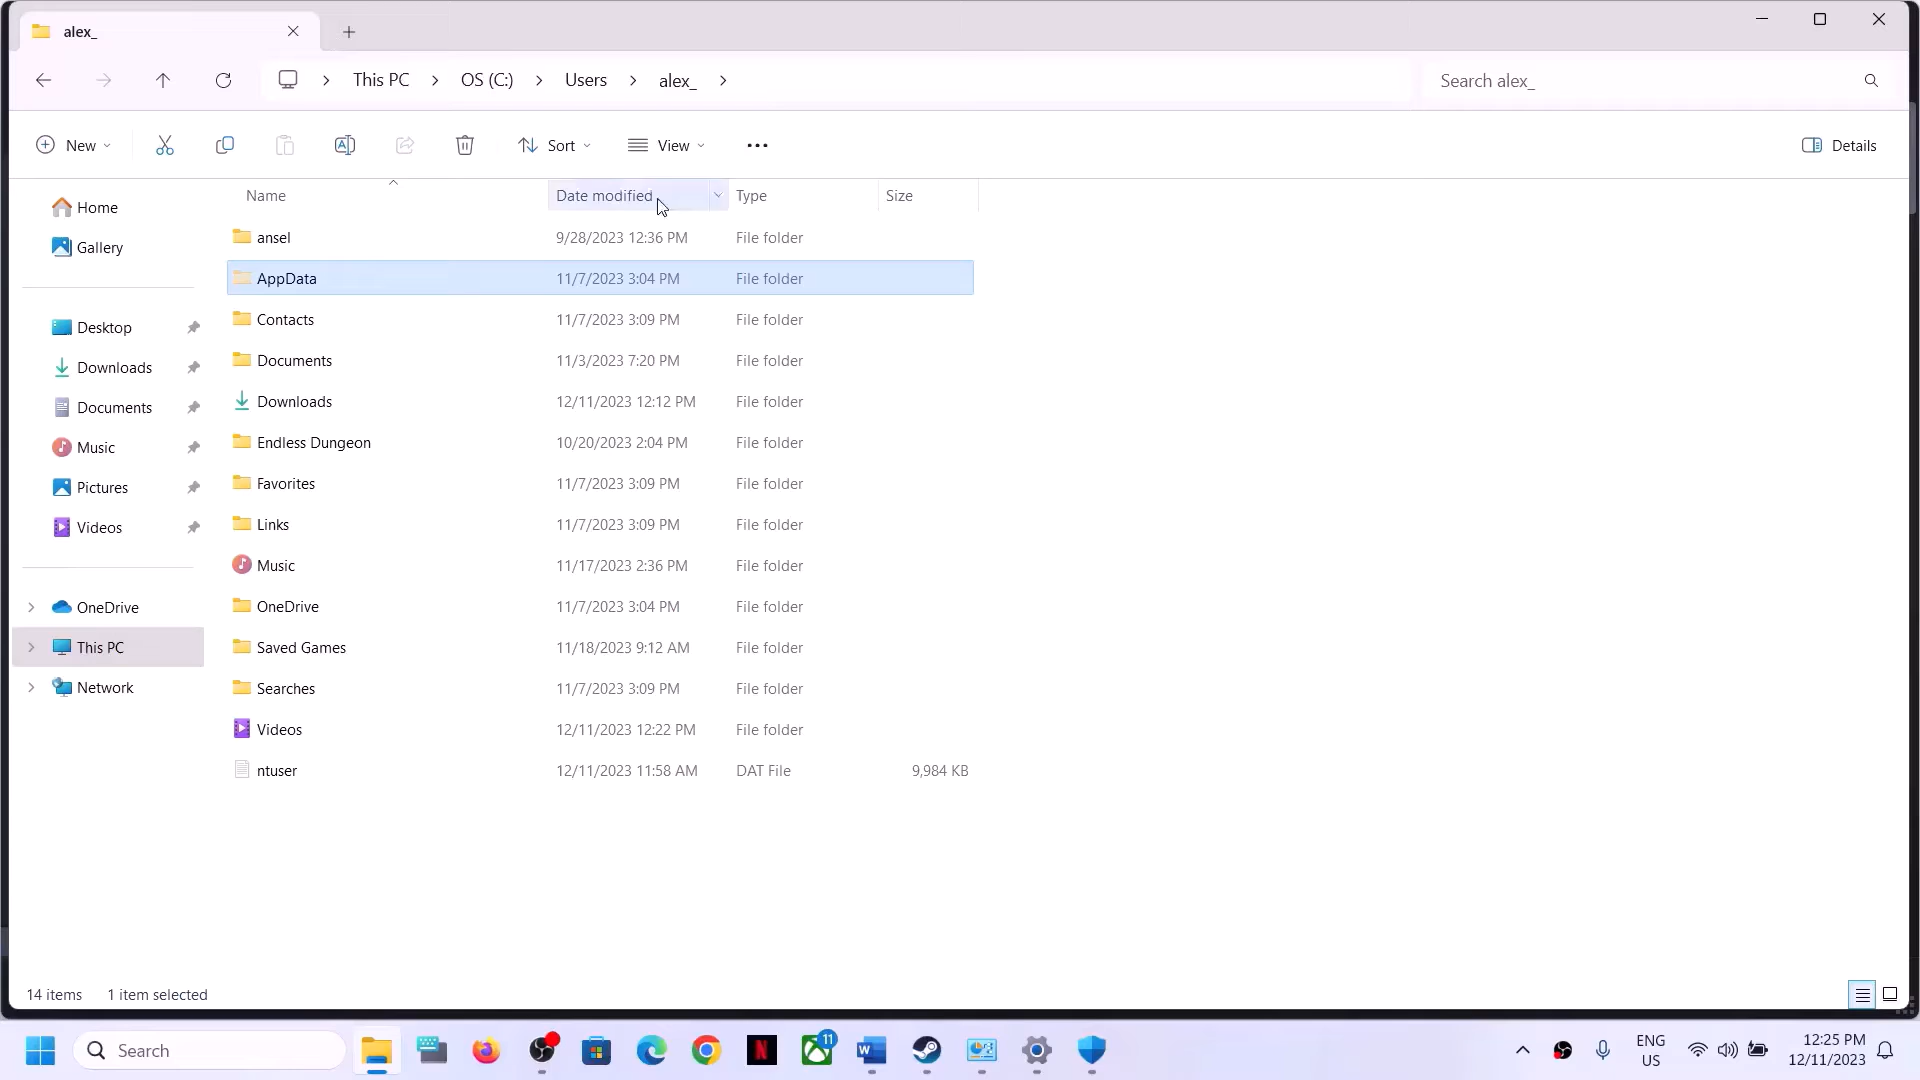 alex_
This PC > OS (C:) > Users > alex_ >
Search alex_
New
Sort
View
Details
Name Date modified Type Size
Home
Gallery
Desktop
Downloads
Documents
Music
Pictures
Videos
OneDrive
This PC
Network
ansel 9/28/2023 12:36 PM File folder
AppData 11/7/2023 3:04 PM File folder
Contacts 11/7/2023 3:09 PM File folder
Documents 11/3/2023 7:20 PM File folder
Downloads 12/11/2023 12:12 PM File folder
Endless Dungeon 10/20/2023 2:04 PM File folder
Favorites 11/7/2023 3:09 PM File folder
Links 11/7/2023 3:09 PM File folder
Music 11/17/2023 2:36 PM File folder
OneDrive 11/7/2023 3:04 PM File folder
Saved Games 11/18/2023 9:12 AM File folder
Searches 11/7/2023 3:09 PM File folder
Videos 12/11/2023 12:22 PM File folder
ntuser 12/11/2023 11:58 AM DAT File 9,984 KB
14 items 1 item selected
Search
11
ENG
US
12:25 PM
12/11/2023